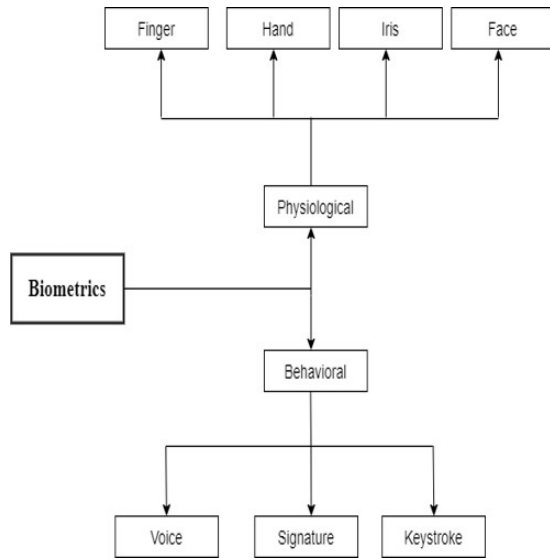 Finger
Hand
Iris
Face
Physiological
Biometrics
Behavioral
Voice
Signature
Keystroke